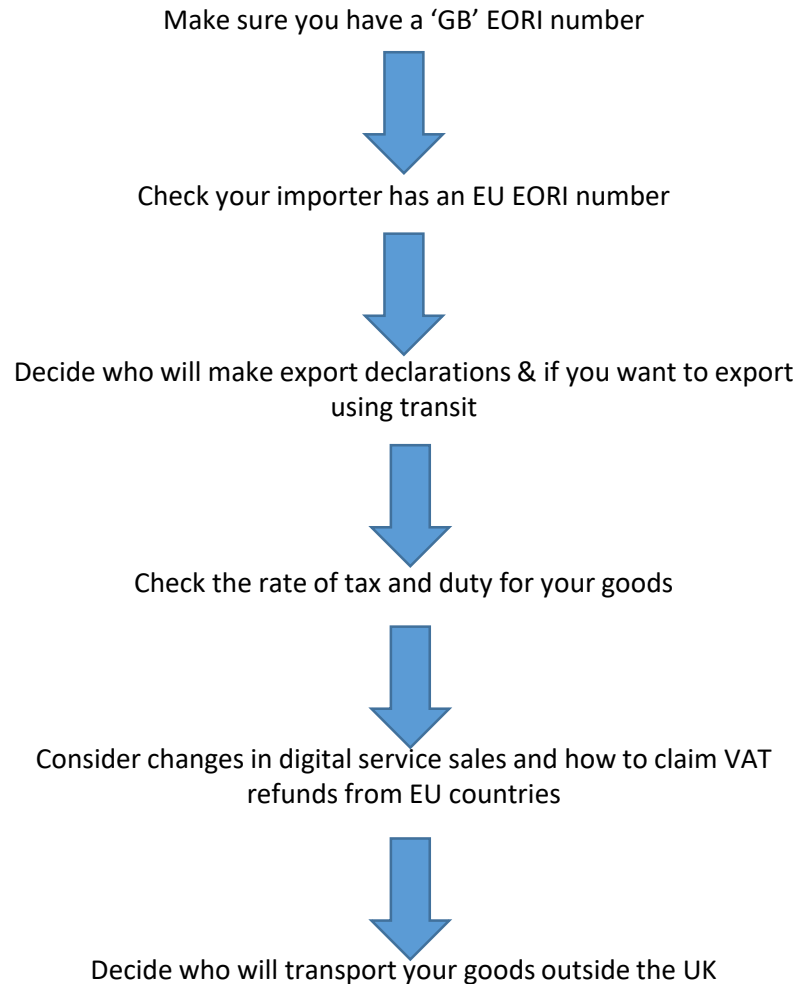 Make sure you have a ‘GB’ EORI number
Check your importer has an EU EORI number
Decide who will make export declarations & if you want to export
using transit
Check the rate of tax and duty for your goods
Consider changes in digital service sales and how to claim VAT
refunds from EU countries
Decide who will transport your goods outside the UK